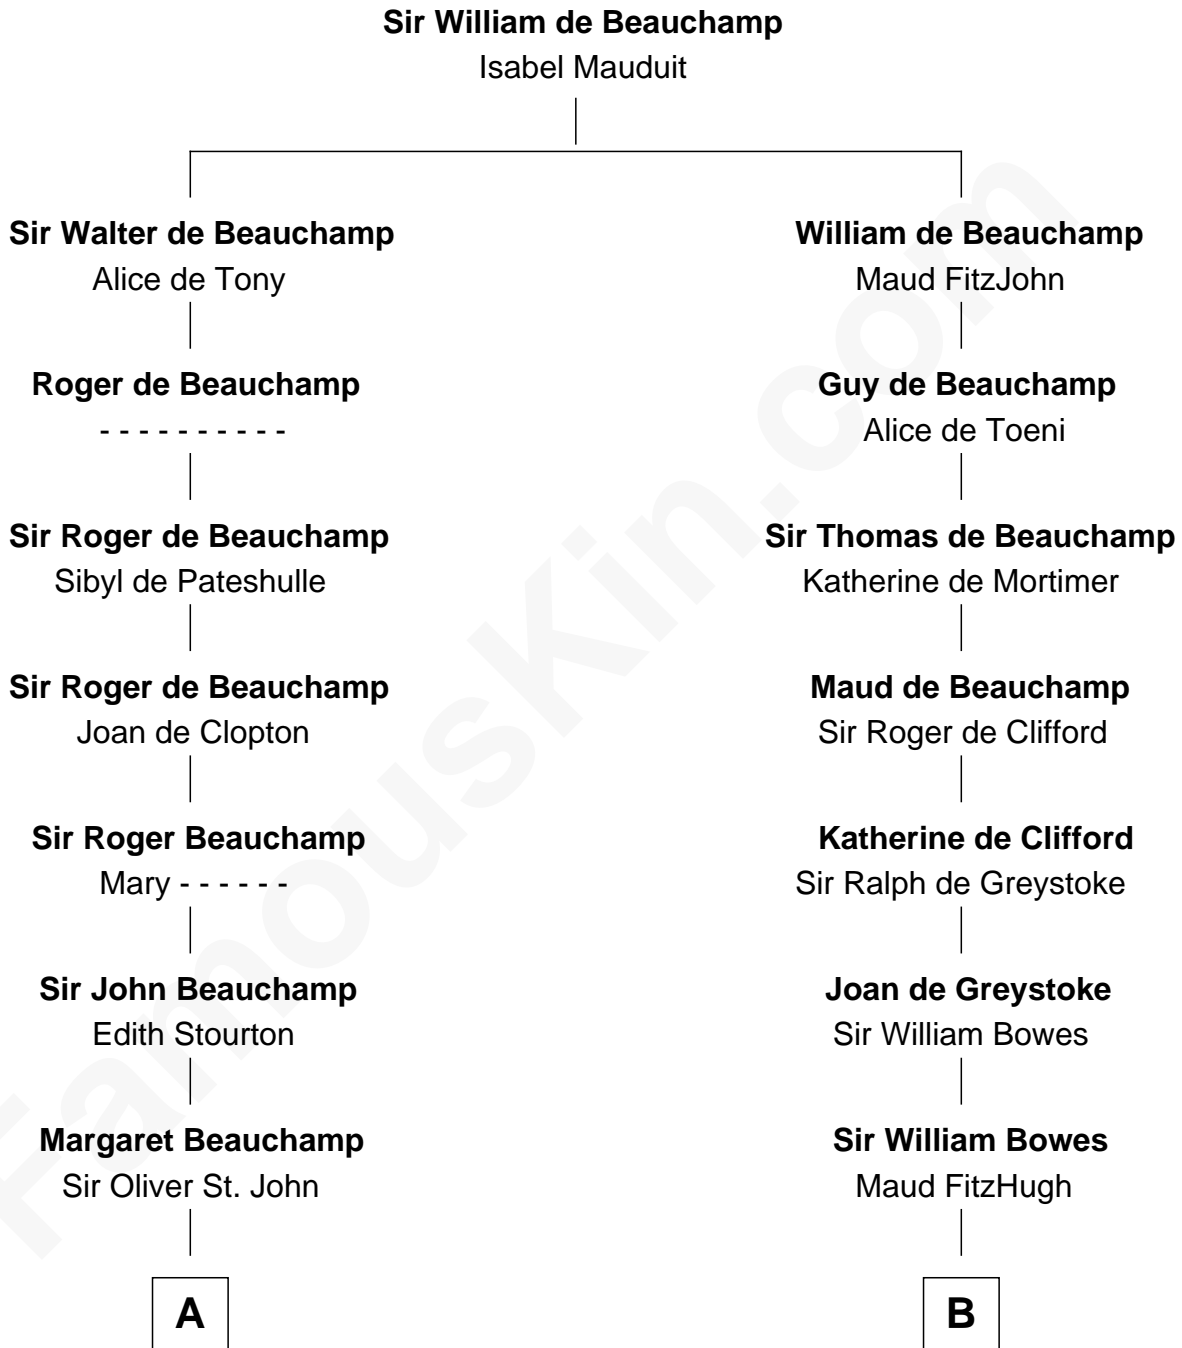 Sir William de Beauchamp
Isabel Mauduit
Sir Walter de Beauchamp
Alice de Tony
William de Beauchamp
Maud FitzJohn
Roger de Beauchamp
- - - - - - - - - -
Guy de Beauchamp
Alice de Toeni
Sir Roger de Beauchamp
Sibyl de Pateshulle
Sir Thomas de Beauchamp
Katherine de Mortimer
Sir Roger de Beauchamp
Joan de Clopton
Maud de Beauchamp
Sir Roger de Clifford
Sir Roger Beauchamp
Mary - - - - - -
Katherine de Clifford
Sir Ralph de Greystoke
Sir John Beauchamp
Edith Stourton
Joan de Greystoke
Sir William Bowes
Margaret Beauchamp
Sir Oliver St. John
Sir William Bowes
Maud FitzHugh
A
B
FamousKin.com